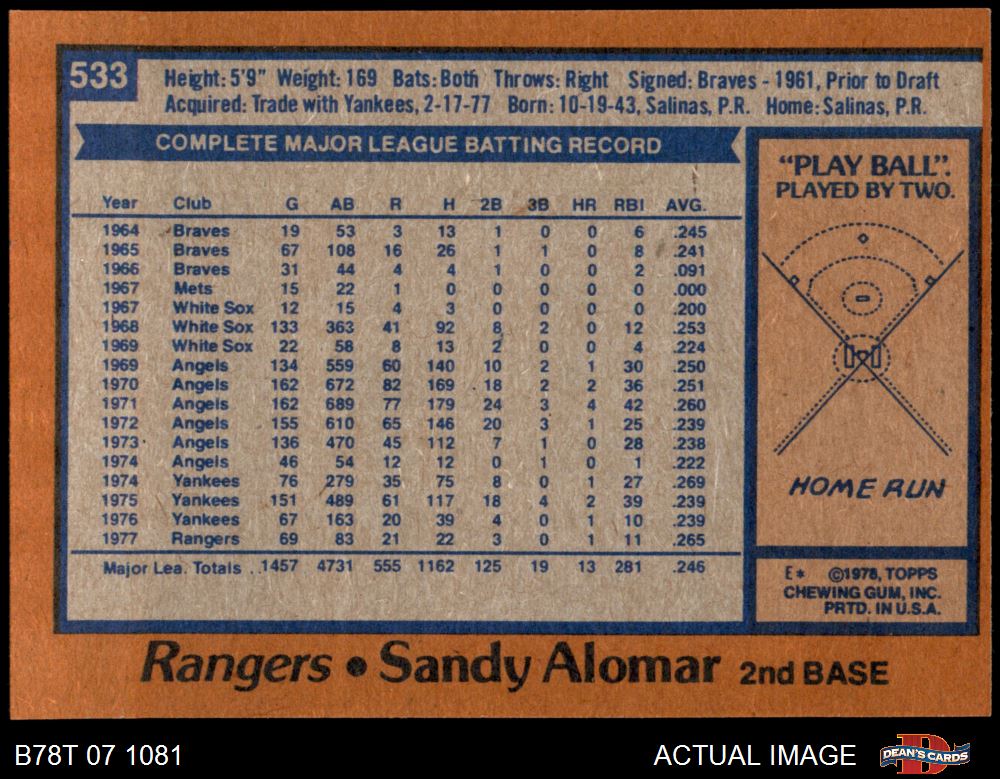 533
Height: 5'9" Weight: 169 Bats: Both Throws: Right Signed: Braves - 1961, Prior to Draft
Acquired: Trade with Yankees, 2-17-77 Born: 10-19-43, Salinas, P.R. Home: Salinas, P.R.
COMPLETE MAJOR LEAGUE BATTING RECORD
Year Club G AB R H 2B 3B HR RBI AVG.
1964 Braves 19 53 3 13 1 0 0 6 .245
1965 Braves 67 108 16 26 1 1 0 8 .241
1966 Braves 31 44 4 4 1 0 0 2 .091
1967 Mets 15 22 1 0 0 0 0 0 .000
1967 White Sox 12 15 4 3 0 0 0 0 .200
1968 White Sox 133 363 41 92 8 2 0 12 .253
1969 White Sox 22 58 8 13 2 0 0 4 .224
1969 Angels 134 559 60 140 10 2 1 30 .250
1970 Angels 162 672 82 169 18 2 2 36 .251
1971 Angels 162 689 77 179 24 3 4 42 .260
1972 Angels 155 610 65 146 20 3 1 25 .239
1973 Angels 136 470 45 112 7 1 0 28 .238
1974 Angels 46 54 12 12 0 1 0 1 .222
1974 Yankees 76 279 35 75 8 0 1 27 .269
1975 Yankees 151 489 61 117 18 4 2 39 .239
1976 Yankees 67 163 20 39 4 0 1 10 .239
1977 Rangers 69 83 21 22 3 0 1 11 .265
Major Lea. Totals .. 1457 4731 555 1162 125 19 13 281 .246
"PLAY BALL".
PLAYED BY TWO.
HOME RUN
E* ©1978, TOPPS
CHEWING GUM, INC.
PRTD. IN U.S.A.
Rangers • Sandy Alomar 2nd BASE
B78T 07 1081
ACTUAL IMAGE
DEAN'S CARDS